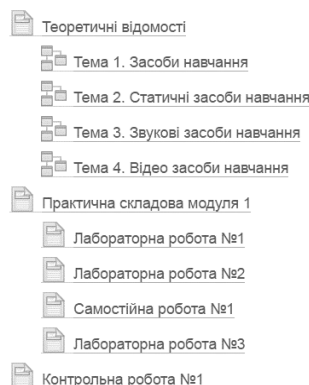 Теоретичні відомості
Тема 1. Засоби навчання
Тема 2. Статичні засоби навчання
Тема 3. Звукові засоби навчання
Тема 4. Відео засоби навчання
Практична складова модуля 1
Лабораторна робота №1
Лабораторна робота №2
Самостійна робота №1
Лабораторна робота №3
Контрольна робота №1